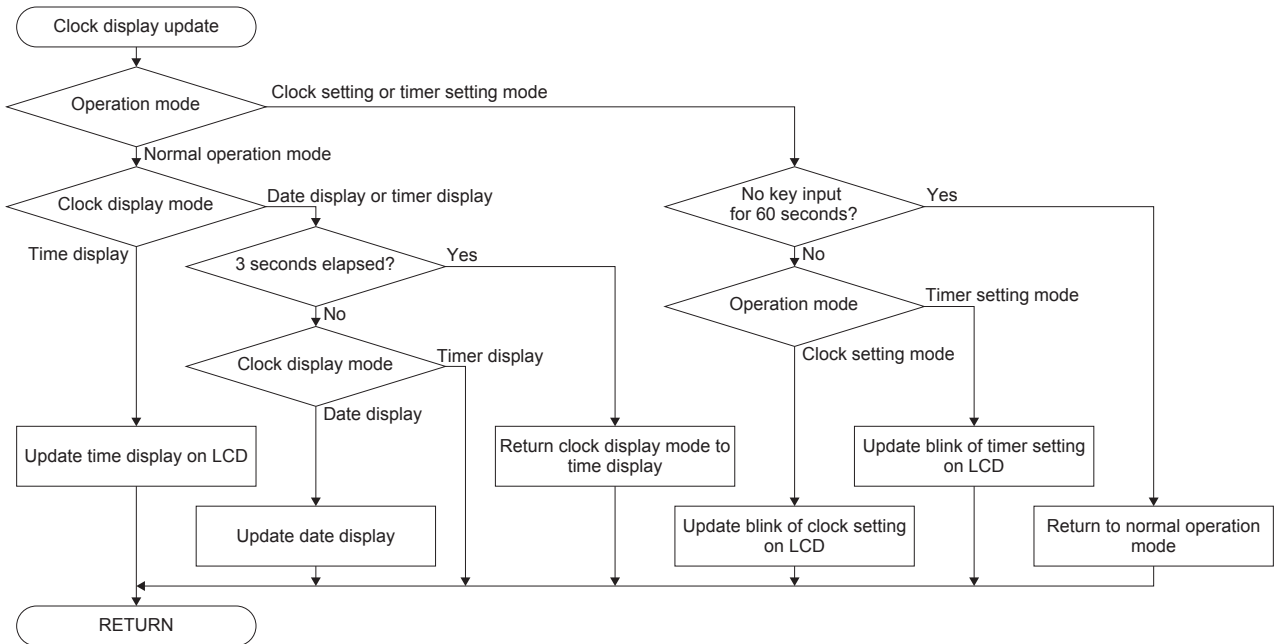 Clock display update
Operation mode
Clock setting or timer setting mode
Normal operation mode
Clock display mode
Date display or timer display
No key input
for 60 seconds?
Yes
Time display
3 seconds elapsed?
Yes
No
Operation mode
Timer setting mode
No
Clock display mode
Timer display
Clock setting mode
Date display
Update time display on LCD
Return clock display mode to
time display
Update blink of timer setting
on LCD
Update date display
Update blink of clock setting
on LCD
Return to normal operation
mode
RETURN